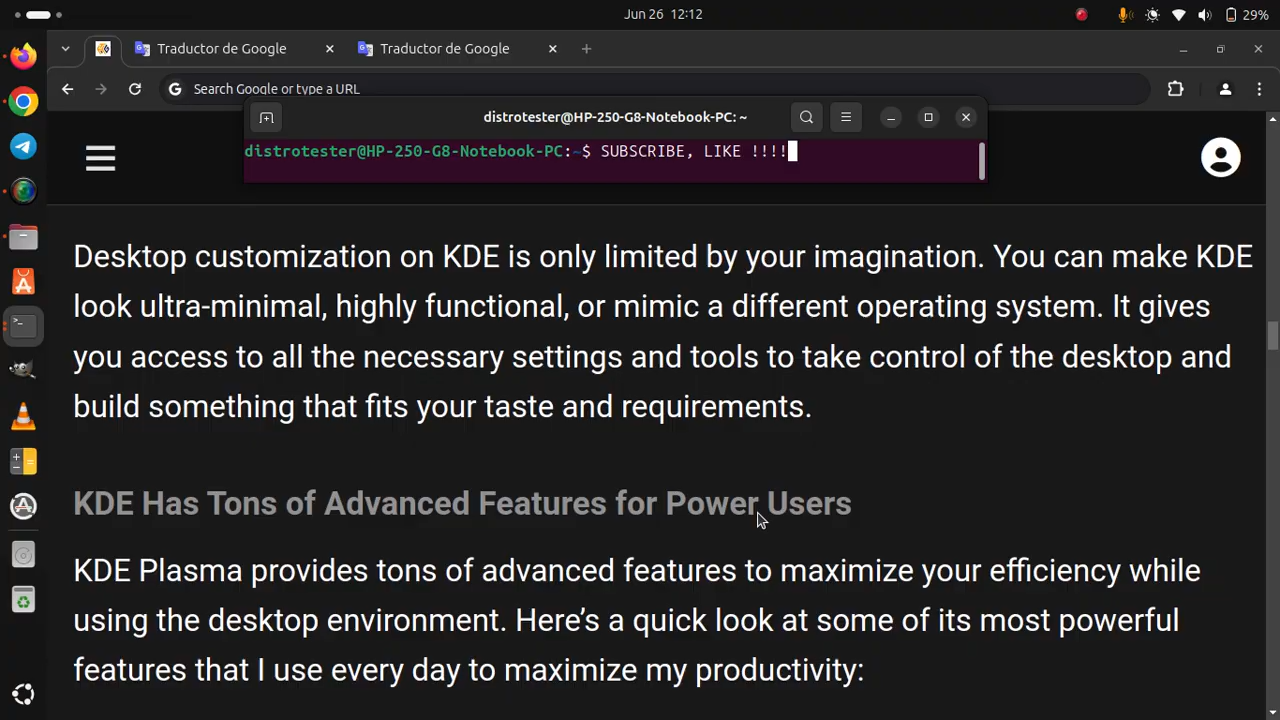 Jun 26 12:12
29%
Traductor de Google
Traductor de Google
Search Google or type a URL
distrotester@HP-250-G8-Notebook-PC: ~
distrotester@HP-250-G8-Notebook-PC:~$ SUBSCRIBE, LIKE !!!!
Desktop customization on KDE is only limited by your imagination. You can make KDE
look ultra-minimal, highly functional, or mimic a different operating system. It gives
you access to all the necessary settings and tools to take control of the desktop and
build something that fits your taste and requirements.
KDE Has Tons of Advanced Features for Power Users
KDE Plasma provides tons of advanced features to maximize your efficiency while
using the desktop environment. Here’s a quick look at some of its most powerful
features that I use every day to maximize my productivity: